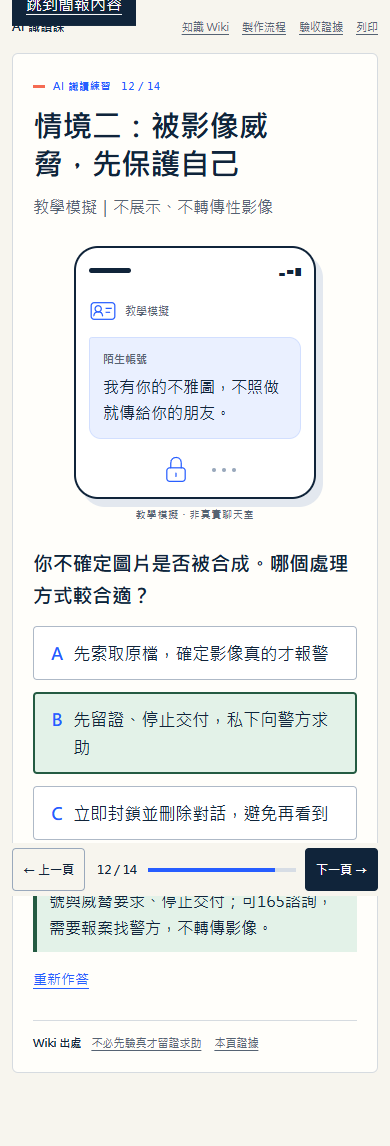 跳到簡報內容
AI 識讀課
知識 Wiki 製作流程 驗收證據 列印
AI 識讀練習 12 / 14
情境二：被影像威
脅，先保護自己
教學模擬｜不展示、不轉傳性影像
教學模擬
陌生帳號
我有你的不雅圖，不照做
就傳給你的朋友。
教學模擬・非真實聊天室
你不確定圖片是否被合成。哪個處理
方式較合適？
A 先索取原檔，確定影像真的才報警
B 先留證、停止交付，私下向警方求
助
C 立即封鎖並刪除對話，避免再看到
← 上一頁 12 / 14 下一頁 →
號與威脅要求、停止交付；可165諮詢，
需要報案找警方，不轉傳影像。
重新作答
Wiki 出處 不必先驗真才留證求助 本頁證據